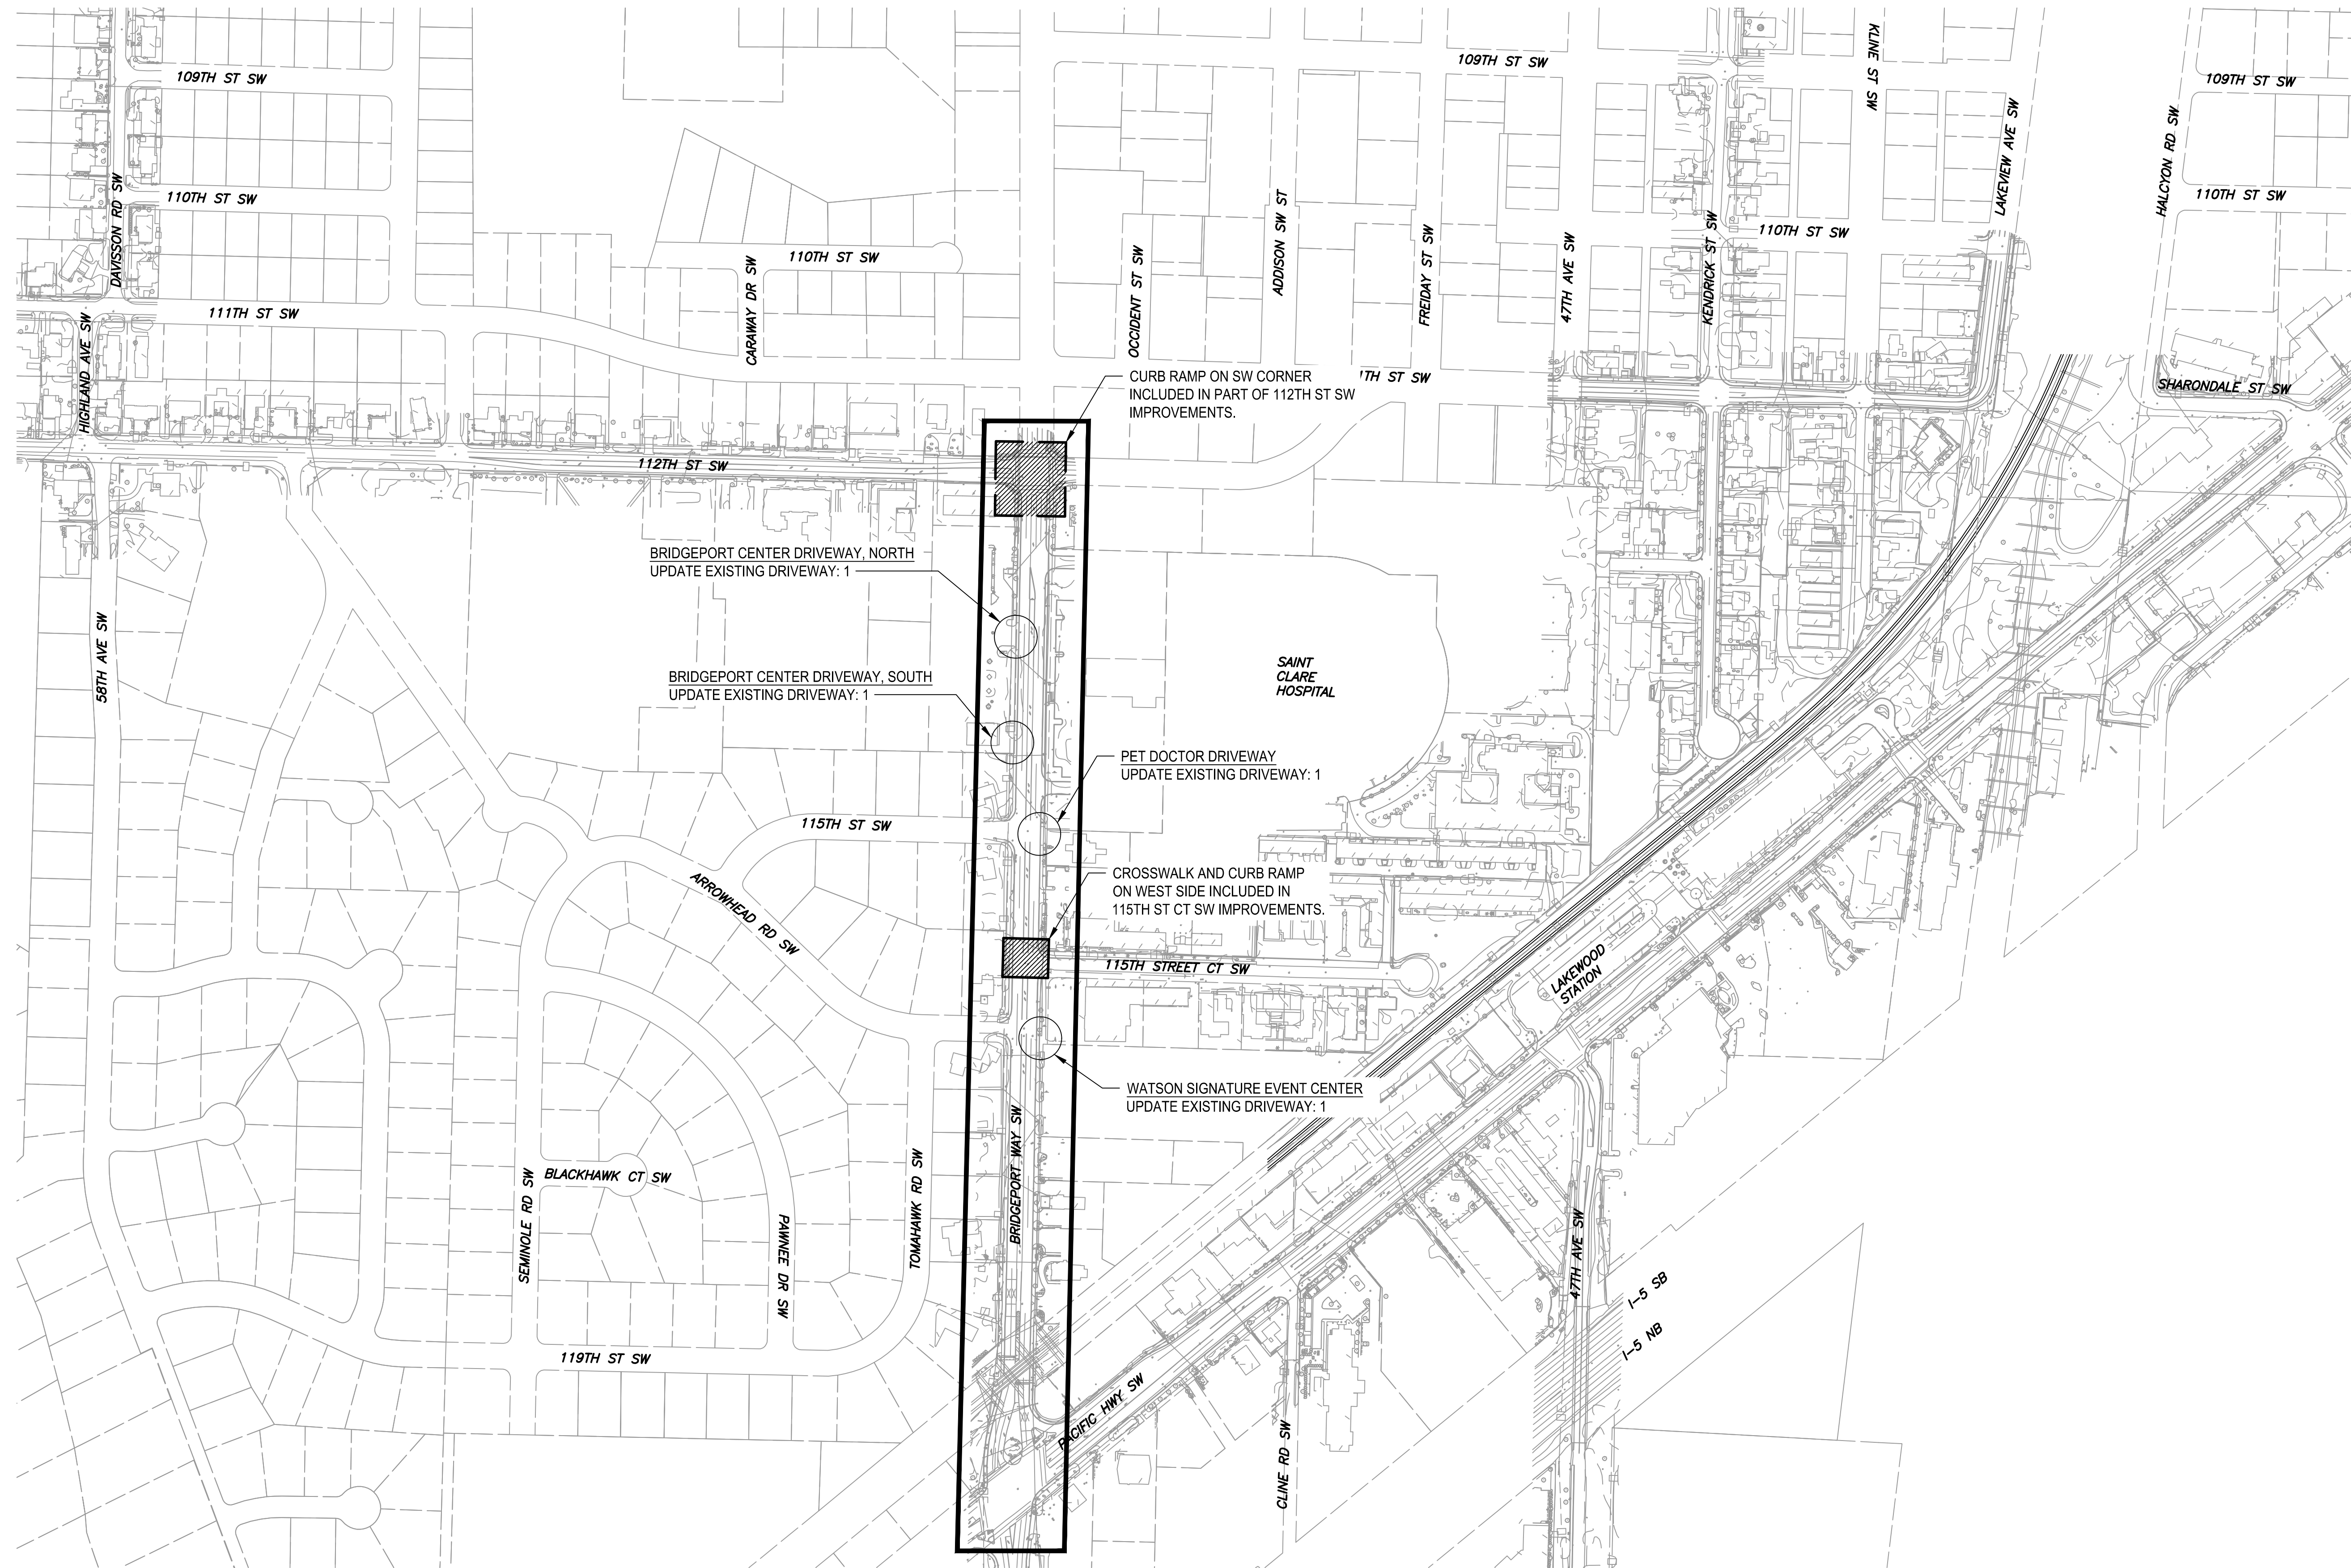 109TH ST SW
109TH ST SW
109TH ST SW
KLINE ST SW
LAKEVIEW AVE SW
HALCYON RD SW
110TH ST SW
110TH ST SW
110TH ST SW
110TH ST SW
DAVISSON RD SW
HIGHLAND AVE SW
111TH ST SW
CARAWAY DR SW
OCCIDENT ST SW
ADDISON SW ST
FREIDAY ST SW
47TH AVE SW
KENDRICK ST SW
CURB RAMP ON SW CORNER
INCLUDED IN PART OF 112TH ST SW
IMPROVEMENTS.
1TH ST SW
SHARONDALE ST SW
112TH ST SW
BRIDGEPORT CENTER DRIVEWAY, NORTH
UPDATE EXISTING DRIVEWAY: 1
58TH AVE SW
BRIDGEPORT CENTER DRIVEWAY, SOUTH
UPDATE EXISTING DRIVEWAY: 1
SAINT
CLARE
HOSPITAL
PET DOCTOR DRIVEWAY
UPDATE EXISTING DRIVEWAY: 1
115TH ST SW
ARROWHEAD RD SW
CROSSWALK AND CURB RAMP
ON WEST SIDE INCLUDED IN
115TH ST CT SW IMPROVEMENTS.
115TH STREET CT SW
LAKEWOOD
STATION
WATSON SIGNATURE EVENT CENTER
UPDATE EXISTING DRIVEWAY: 1
BRIDGEPORT WAY SW
BLACKHAWK CT SW
SEMINOLE RD SW
PAWNEE DR SW
TOMAHAWK RD SW
47TH AVE SW
I-5 SB
I-5 NB
119TH ST SW
PACIFIC HWY SW
CLINE RD SW